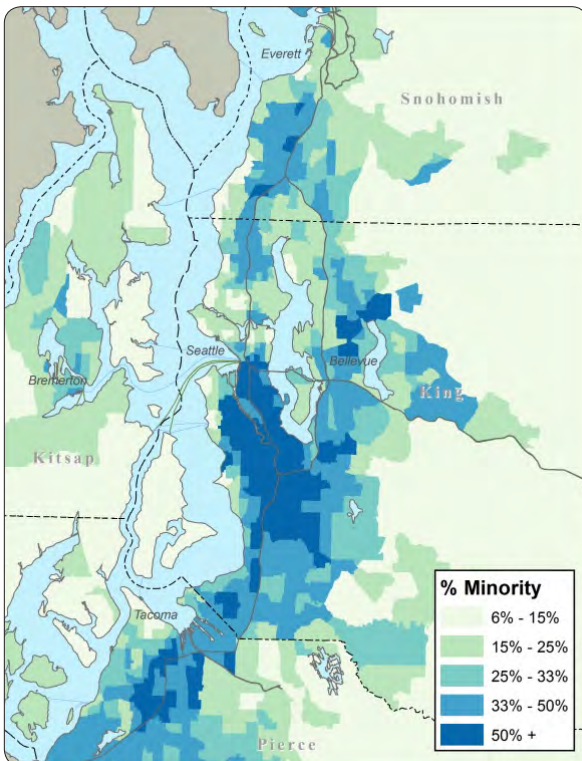 Everett
Snohomish
Seattle
Bellevue
Bremerton
King
Kitsap
Tacoma
Pierce
% Minority
6% - 15%
15% - 25%
25% - 33%
33% - 50%
50% +